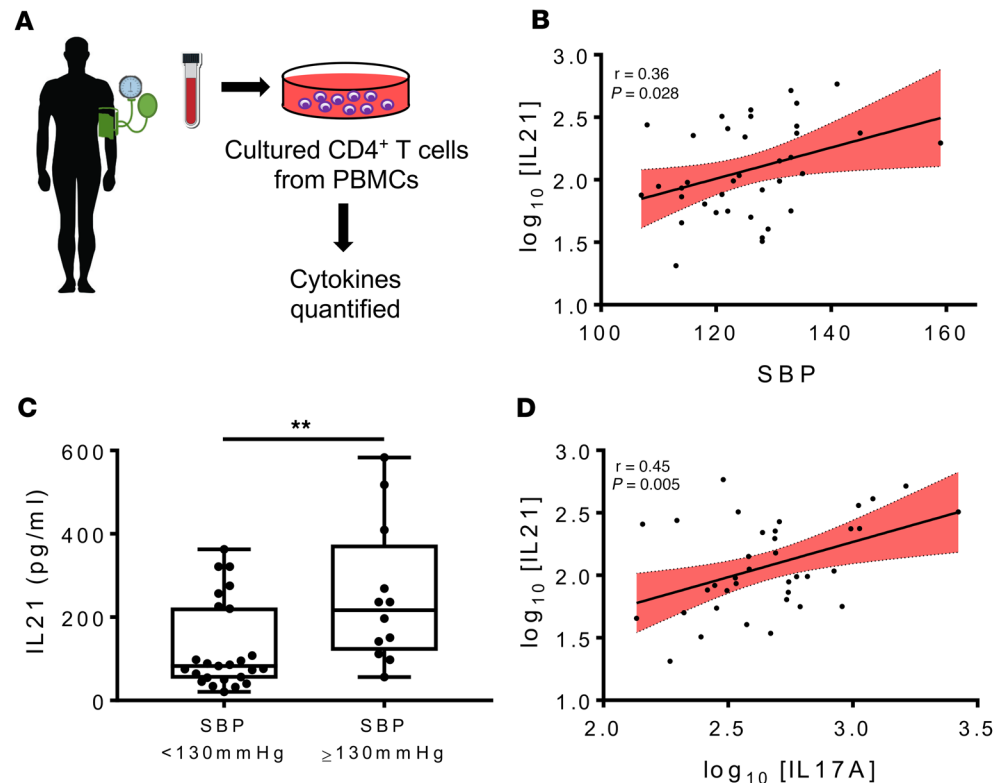 A
Cultured CD4+ T cells
from PBMCs
Cytokines
quantified
B
r = 0.36
P = 0.028
log10 [IL21]
3.0
2.5
2.0
1.5
1.0
100
120
140
160
SBP
C
**
IL21 (pg/ml)
600
400
200
0
SBP
<130mmHg
SBP
≥130mmHg
D
r = 0.45
P = 0.005
log10 [IL21]
3.0
2.5
2.0
1.5
1.0
2.0
2.5
3.0
3.5
log10 [IL17A]